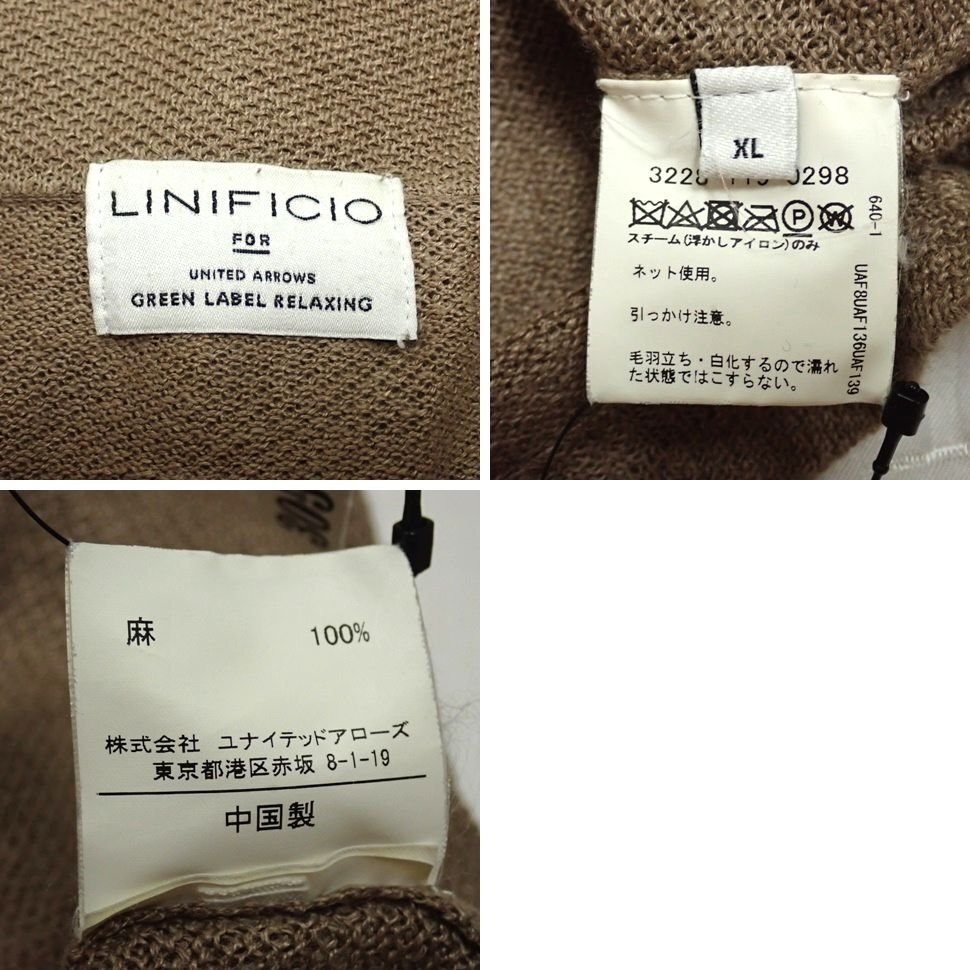 LINIFICIO
FOR
UNITED ARROWS
GREEN LABEL RELAXING
XL
3228 0298
スチーム(浮かしアイロン)のみ
ネット使用。
引っかけ注意。
毛羽立ち・白化するので濡れ
た状態ではこすらない。
640-1
UAF8UAF136UAF139
305
麻 100%
株式会社 ユナイテッドアローズ
東京都港区赤坂 8-1-19
中国製